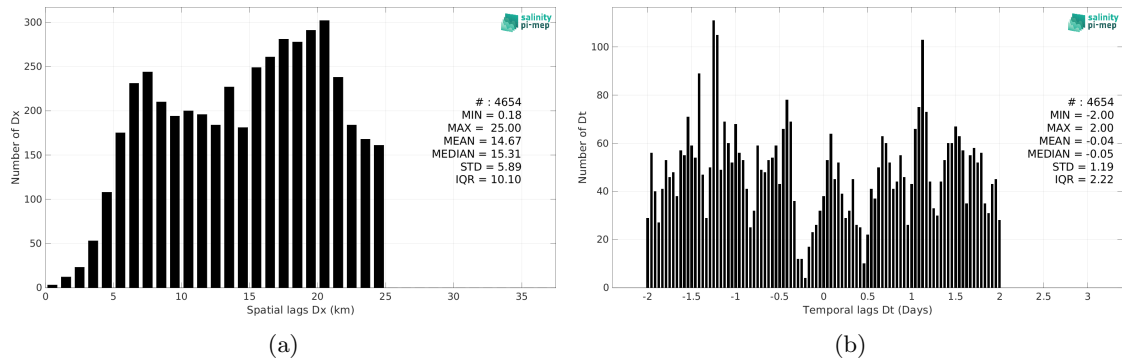 300
250
200
150
100
50
0
Number of Dx
0 5 10 15 20 25 30 35
Spatial lags Dx (km)
salinity
pi-mep
# : 4654
MIN = 0.18
MAX = 25.00
MEAN = 14.67
MEDIAN = 15.31
STD = 5.89
IQR = 10.10
(a)
100
80
60
40
20
0
Number of Dt
-2 -1.5 -1 -0.5 0 0.5 1 1.5 2 2.5 3
Temporal lags Dt (Days)
salinity
pi-mep
# : 4654
MIN = -2.00
MAX = 2.00
MEAN = -0.04
MEDIAN = -0.05
STD = 1.19
IQR = 2.22
(b)